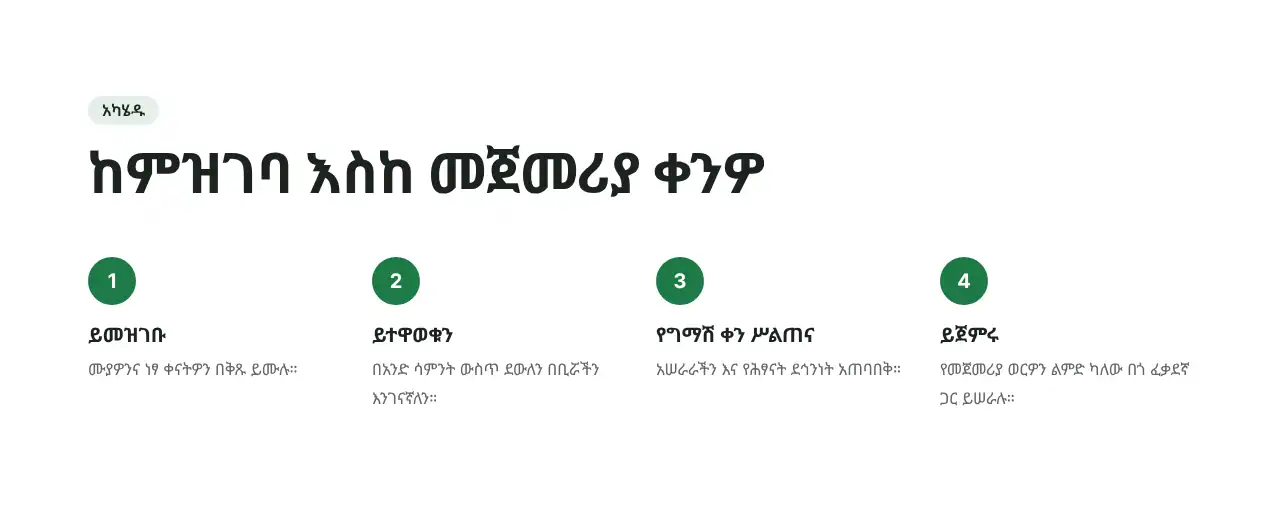 አካሄዱ
ከምዝገባ እስከ መጀመሪያ ቀንዎ
1
ይመዝገቡ
ሙያዎንና ነፃ ቀናትዎን በቅጹ ይሙሉ።
2
ይተዋወቁን
በአንድ ሳምንት ውስጥ ደውለን በቢሯችን
እንገናኛለን።
3
የግማሽ ቀን ሥልጠና
አሠራራችን እና የሕፃናት ደኅንነት አጠባበቅ።
4
ይጀምሩ
የመጀመሪያ ወርዎን ልምድ ካለው በጎ ፈቃደኛ
ጋር ይሠራሉ።